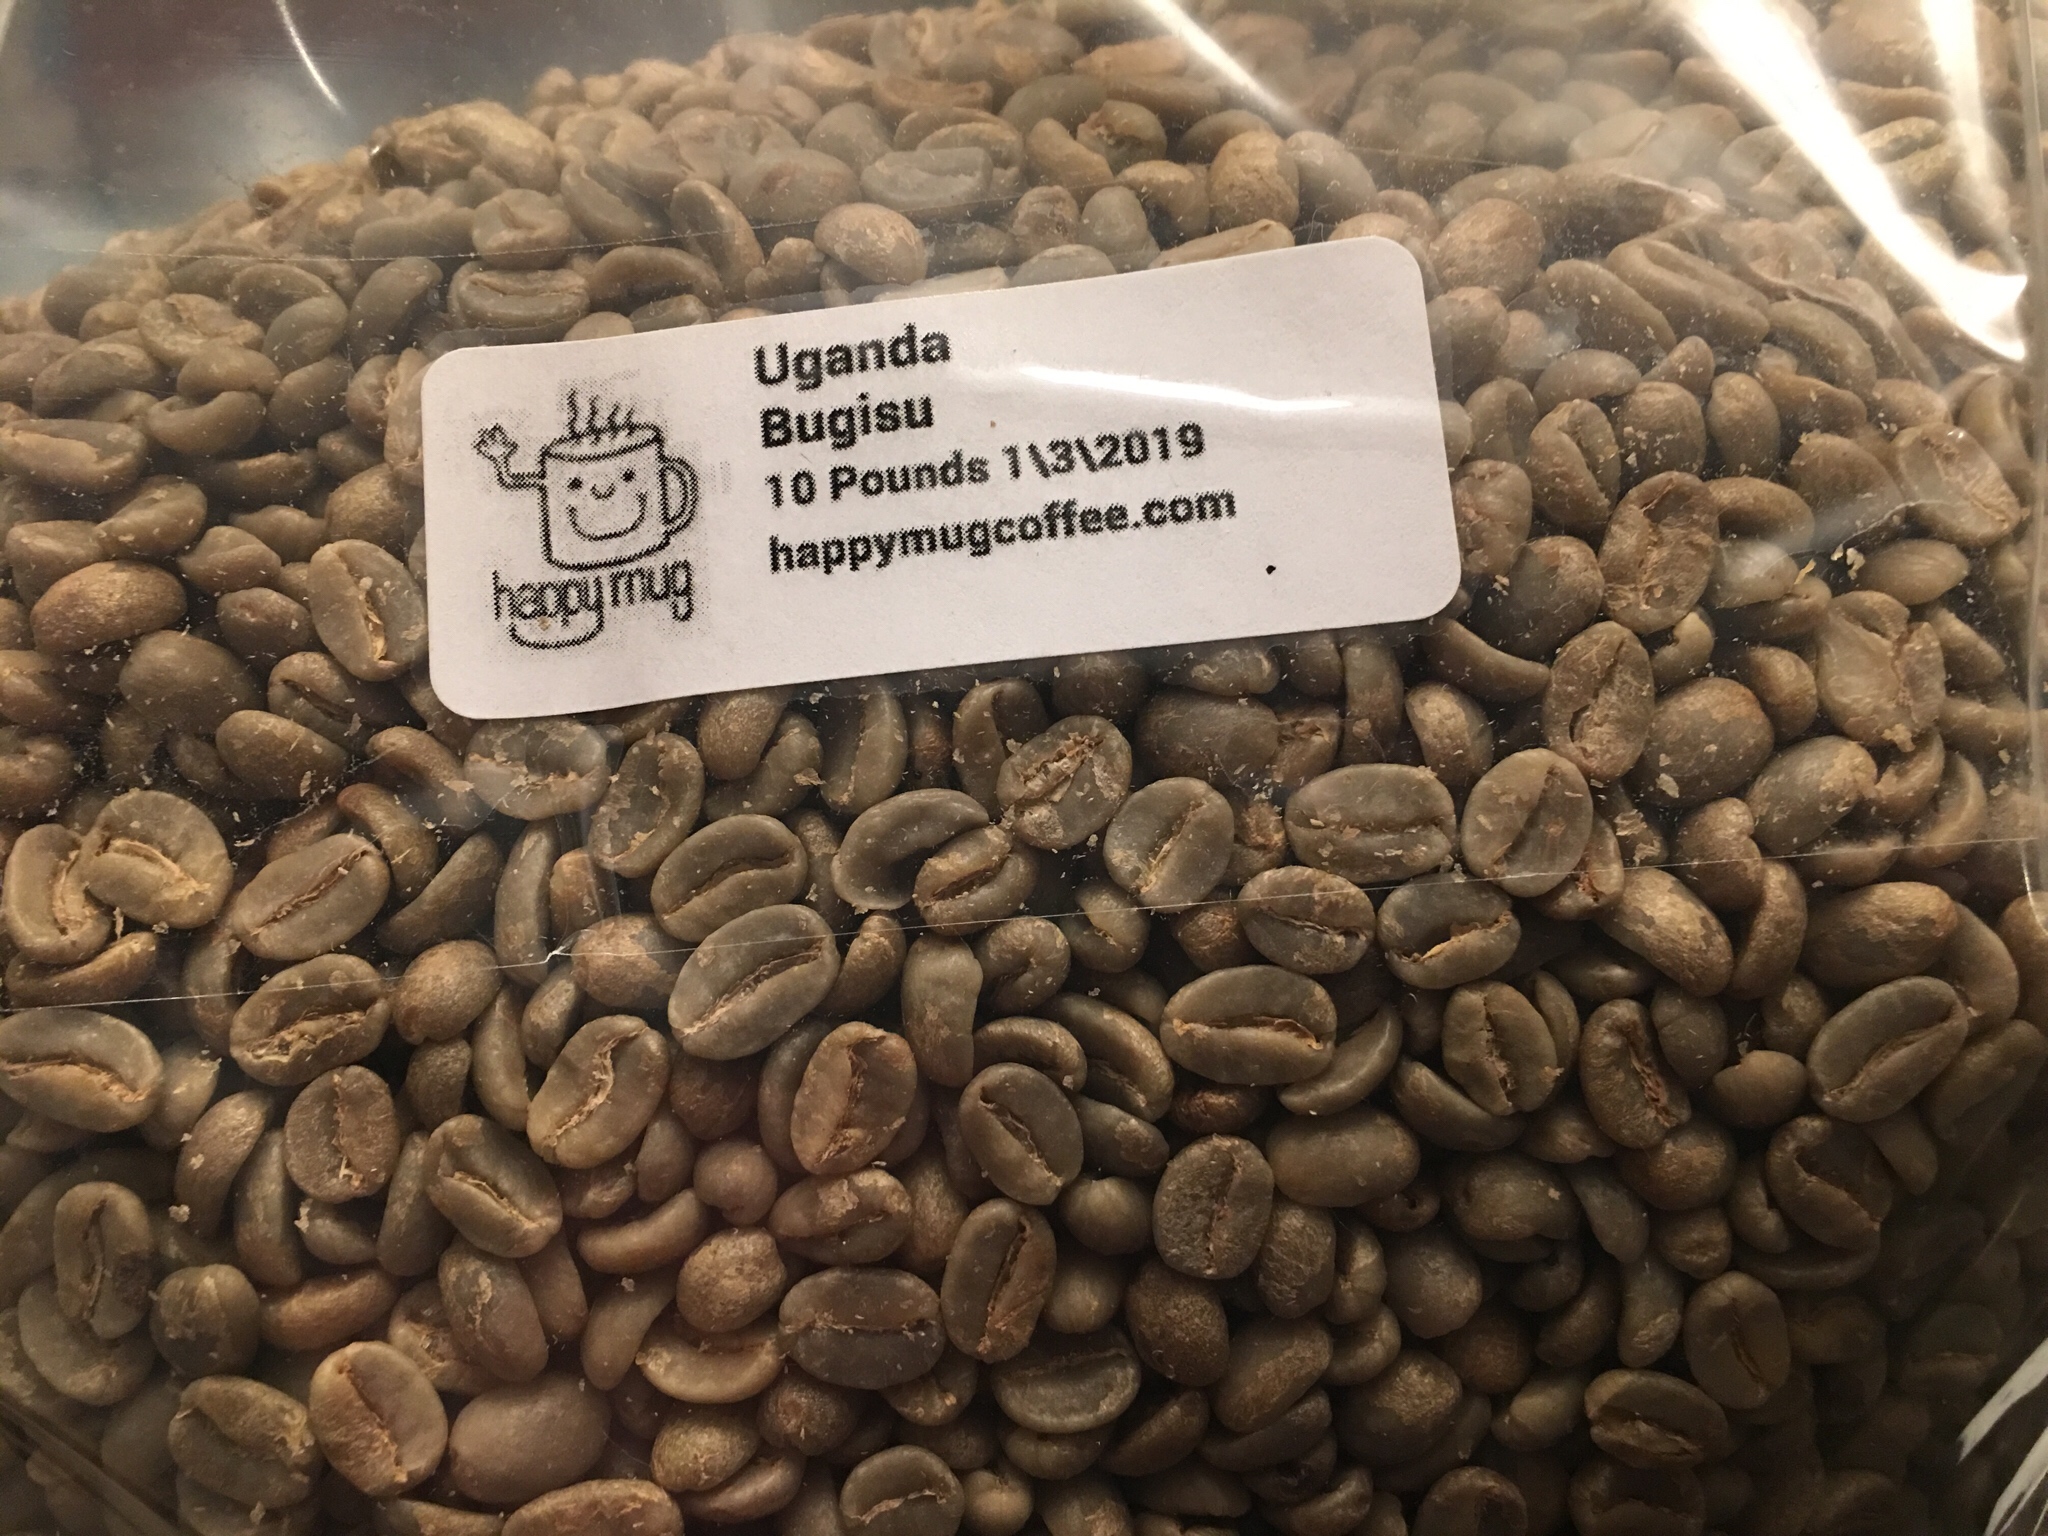 Uganda
Bugisu
10 Pounds 1\3\2019
happymugcoffee.com
happy mug